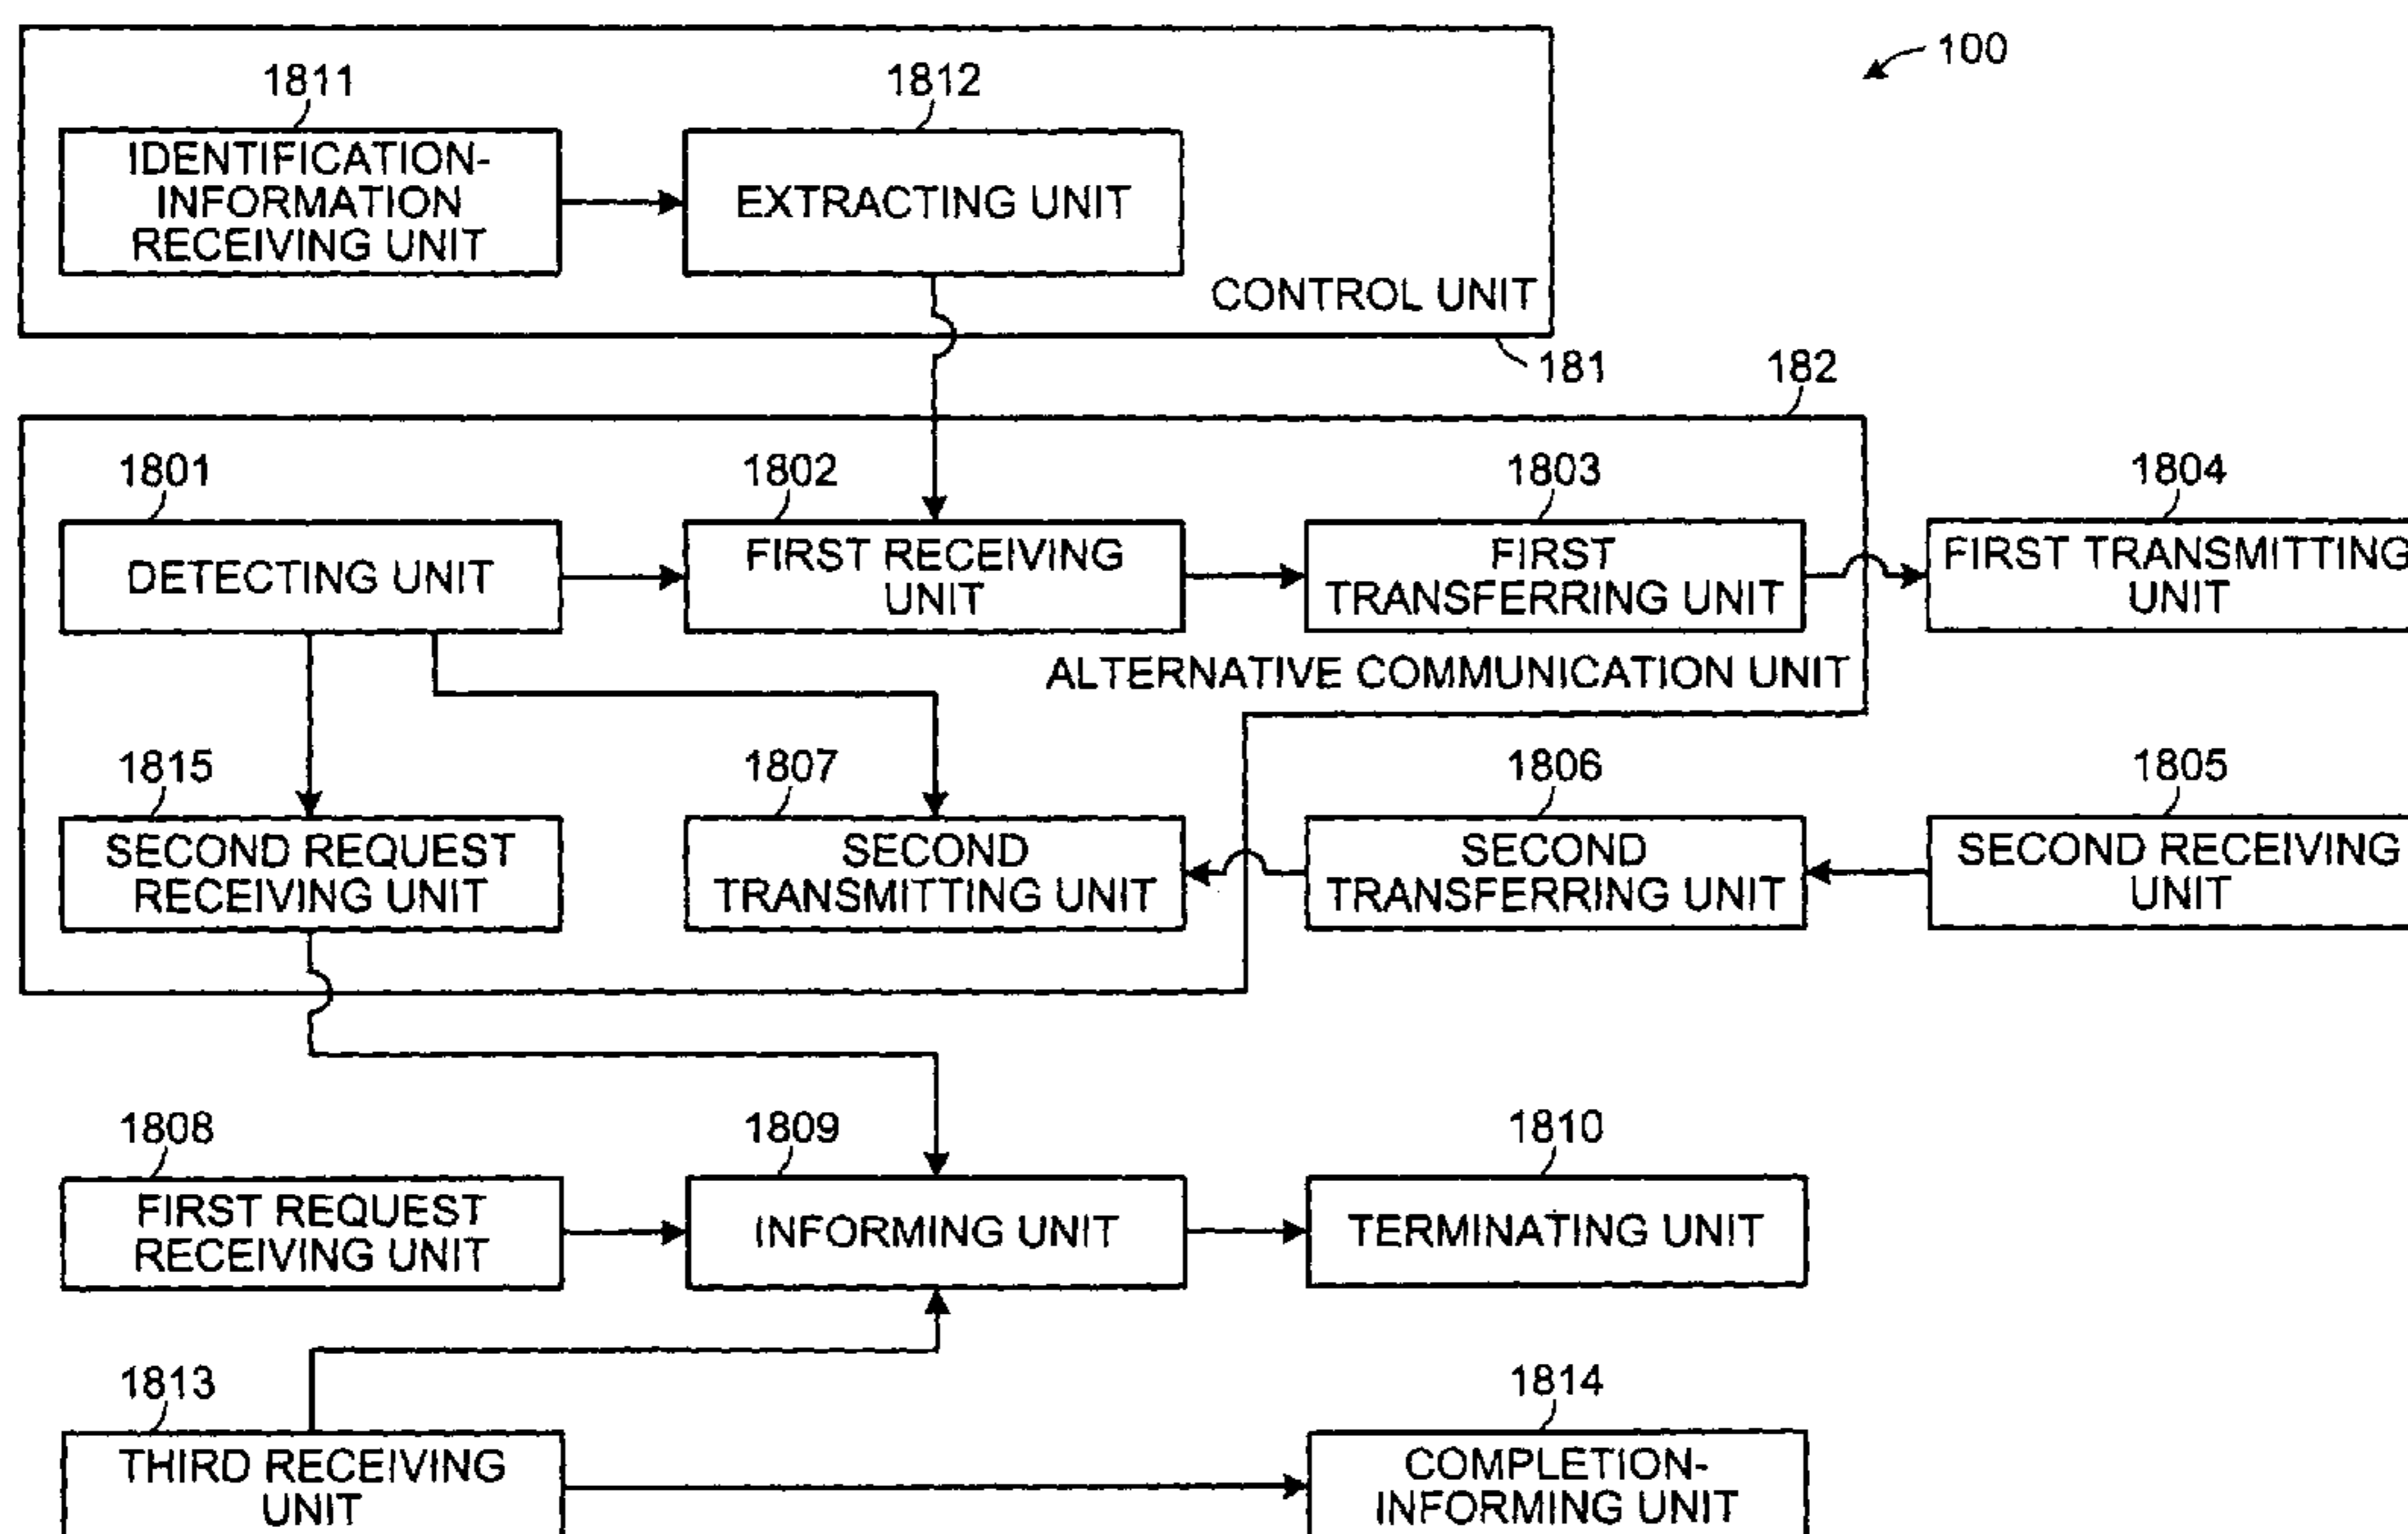 100
1811
1812
IDENTIFICATION-
INFORMATION
RECEIVING UNIT
EXTRACTING UNIT
CONTROL UNIT
181
182
1801
1802
1803
1804
DETECTING UNIT
FIRST RECEIVING
UNIT
FIRST
TRANSFERRING UNIT
FIRST TRANSMITTING
UNIT
ALTERNATIVE COMMUNICATION UNIT
1815
1807
1806
1805
SECOND REQUEST
RECEIVING UNIT
SECOND
TRANSMITTING UNIT
SECOND
TRANSFERRING UNIT
SECOND RECEIVING
UNIT
1808
1809
1810
FIRST REQUEST
RECEIVING UNIT
INFORMING UNIT
TERMINATING UNIT
1813
1814
THIRD RECEIVING
UNIT
COMPLETION-
INFORMING UNIT